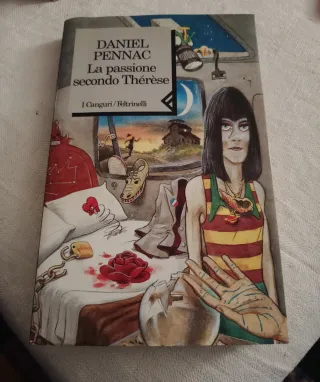 DANIEL
PENNAC
La passione
secondo Thérèse
I Canguri/Feltrinelli